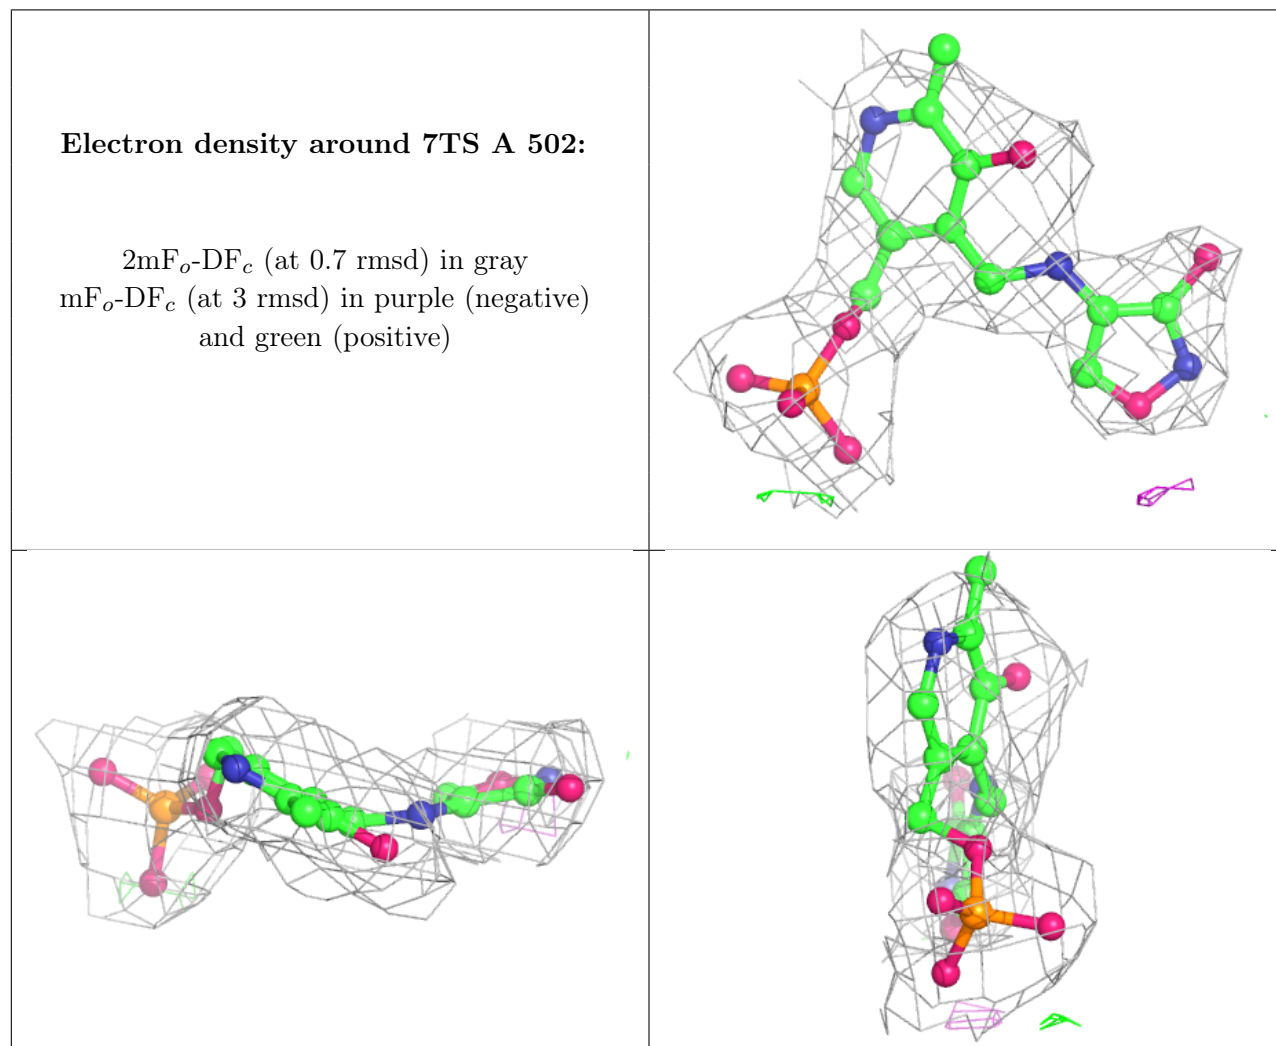 Electron density around 7TS A 502:
2mFo-DFc (at 0.7 rmsd) in gray
mFo-DFc (at 3 rmsd) in purple (negative)
and green (positive)